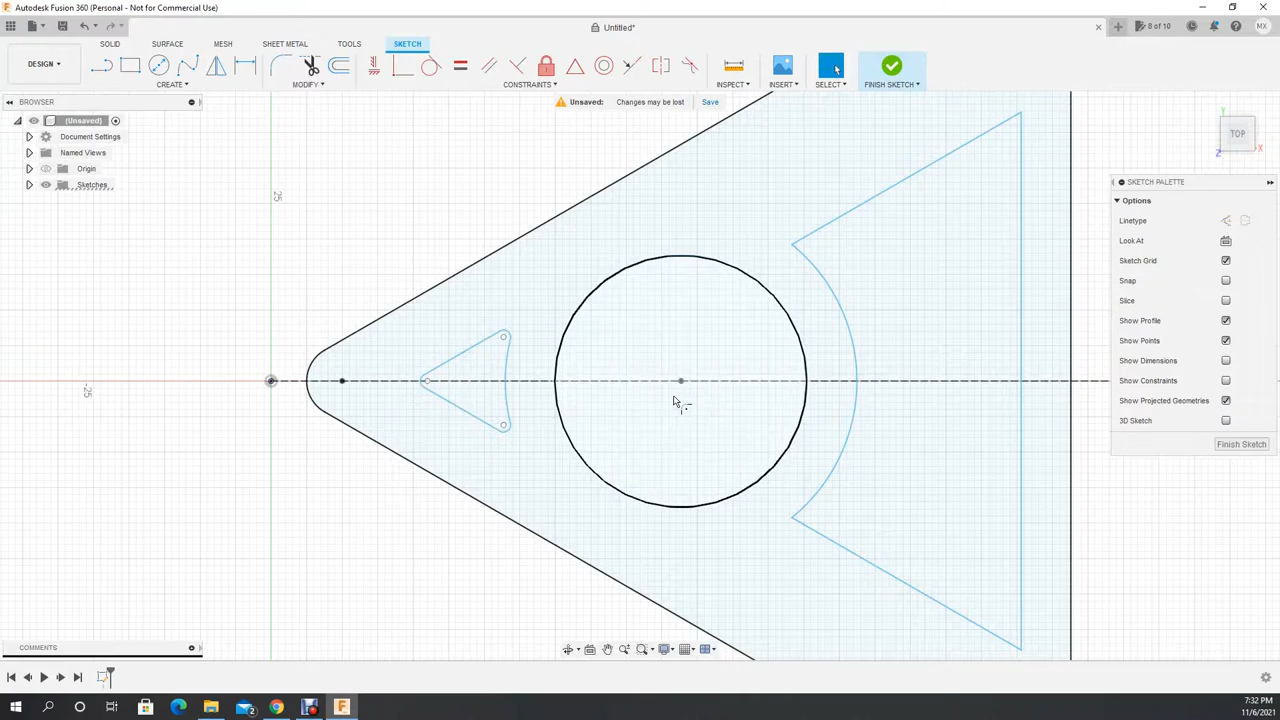 Autodesk Fusion 360 (Personal - Not for Commercial Use)
Untitled*
8 of 10
MX
SOLID SURFACE MESH SHEET METAL TOOLS SKETCH
DESIGN
CREATE MODIFY CONSTRAINTS INSPECT INSERT SELECT FINISH SKETCH
BROWSER
Unsaved: Changes may be lost Save
(Unsaved)
Document Settings
Named Views
Origin
Sketches
25
-25
Y
TOP
X
Z
SKETCH PALETTE
Options
Linetype
Look At
Sketch Grid
Snap
Slice
Show Profile
Show Points
Show Dimensions
Show Constraints
Show Projected Geometries
3D Sketch
Finish Sketch
COMMENTS
7:32 PM
11/6/2021